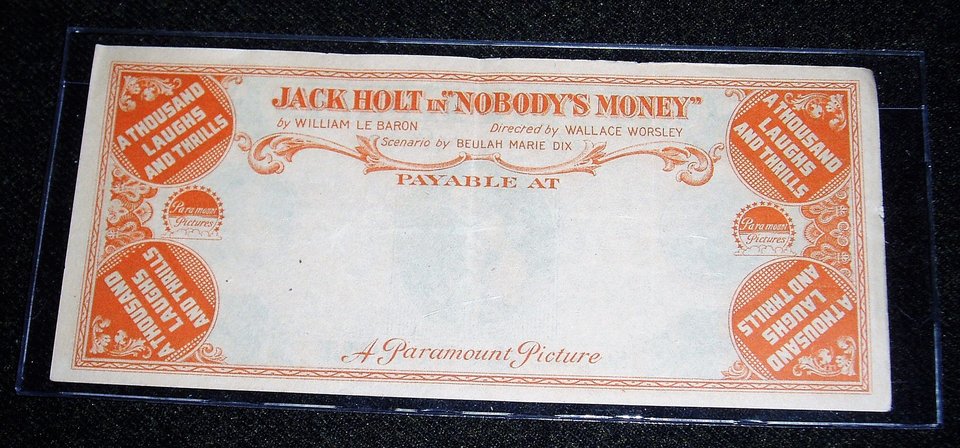 JACK HOLT IN "NOBODY'S MONEY"
by WILLIAM LE BARON
Directed by WALLACE WORSLEY
Scenario by BEULAH MARIE DIX
PAYABLE AT
A THOUSAND
LAUGHS
AND THRILLS
A THOUSAND
LAUGHS
AND THRILLS
Paramount
Pictures
Paramount
Pictures
A THOUSAND
LAUGHS
AND THRILLS
A THOUSAND
LAUGHS
AND THRILLS
A Paramount Picture